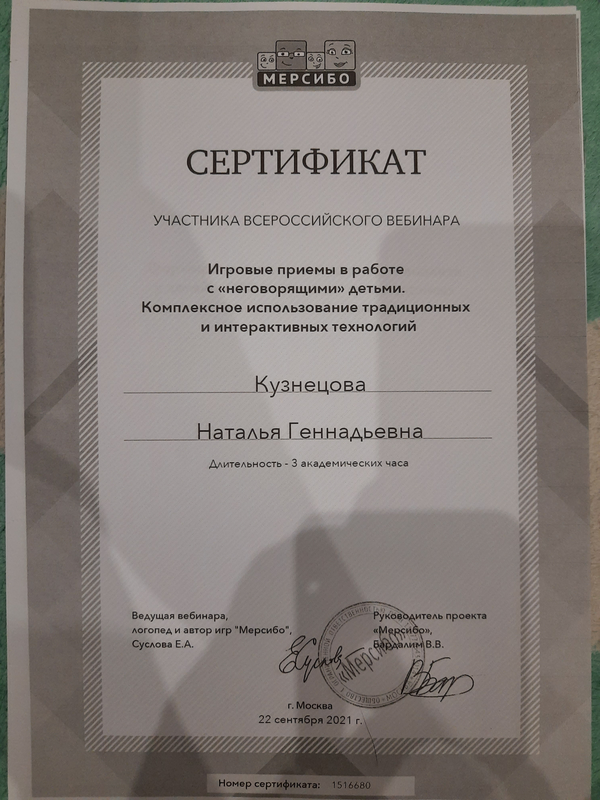 МЕРСИБО
СЕРТИФИКАТ
УЧАСТНИКА ВСЕРОССИЙСКОГО ВЕБИНАРА
Игровые приемы в работе
с «неговорящими» детьми.
Комплексное использование традиционных
и интерактивных технологий
Кузнецова
Наталья Геннадьевна
Длительность - 3 академических часа
Ведущая вебинара,
логопед и автор игр "Мерсибо",
Суслова Е.А.
Руководитель проекта
«Мерсибо»,
Бардалим В.В.
«Мерсибо»
г. Москва
22 сентября 2021 г.
Номер сертификата: 1516680